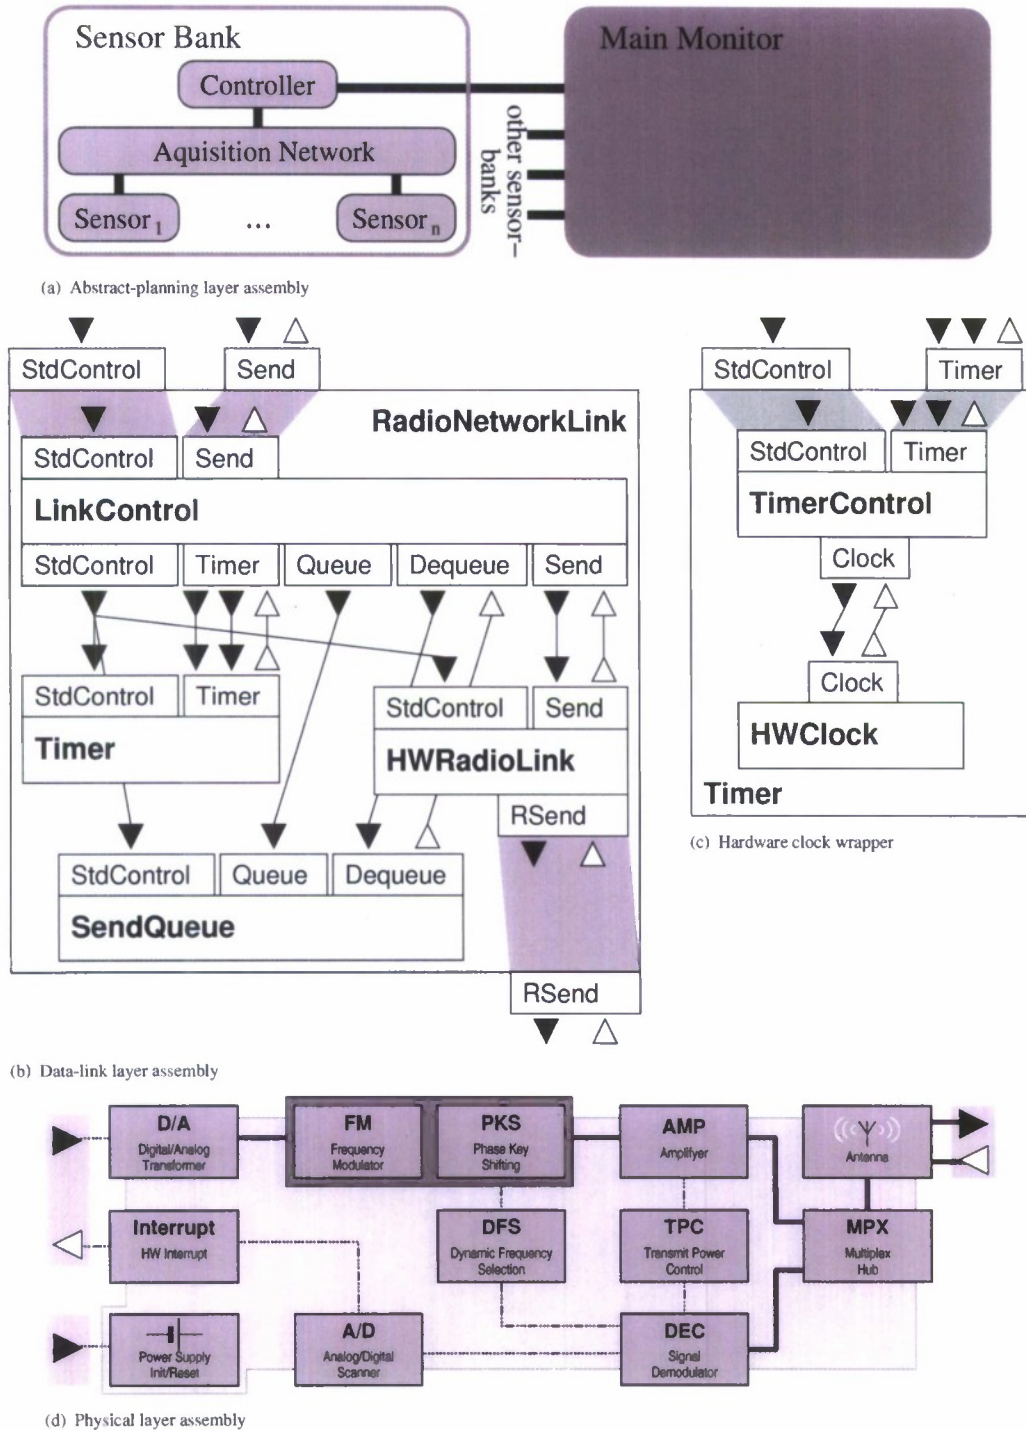 Sensor Bank
Main Monitor
Controller
Aquisition Network
Sensor1
...
Sensorn
other sensor–
banks
(a) Abstract-planning layer assembly
StdControl
Send
RadioNetworkLink
StdControl
Send
LinkControl
StdControl
Timer
Queue
Dequeue
Send
StdControl
Timer
Timer
StdControl
Send
HWRadioLink
RSend
StdControl
Queue
Dequeue
SendQueue
RSend
(b) Data-link layer assembly
StdControl
Timer
StdControl
Timer
TimerControl
Clock
Clock
HWClock
Timer
(c) Hardware clock wrapper
D/A
Digital/Analog
Transformer
FM
Frequency
Modulator
PKS
Phase Key
Shifting
AMP
Amplifyer
Antenna
Interrupt
HW Interrupt
DFS
Dynamic Frequency
Selection
TPC
Transmit Power
Control
MPX
Multiplex
Hub
Power Supply
Init/Reset
A/D
Analog/Digital
Scanner
DEC
Signal
Demodulator
(d) Physical layer assembly